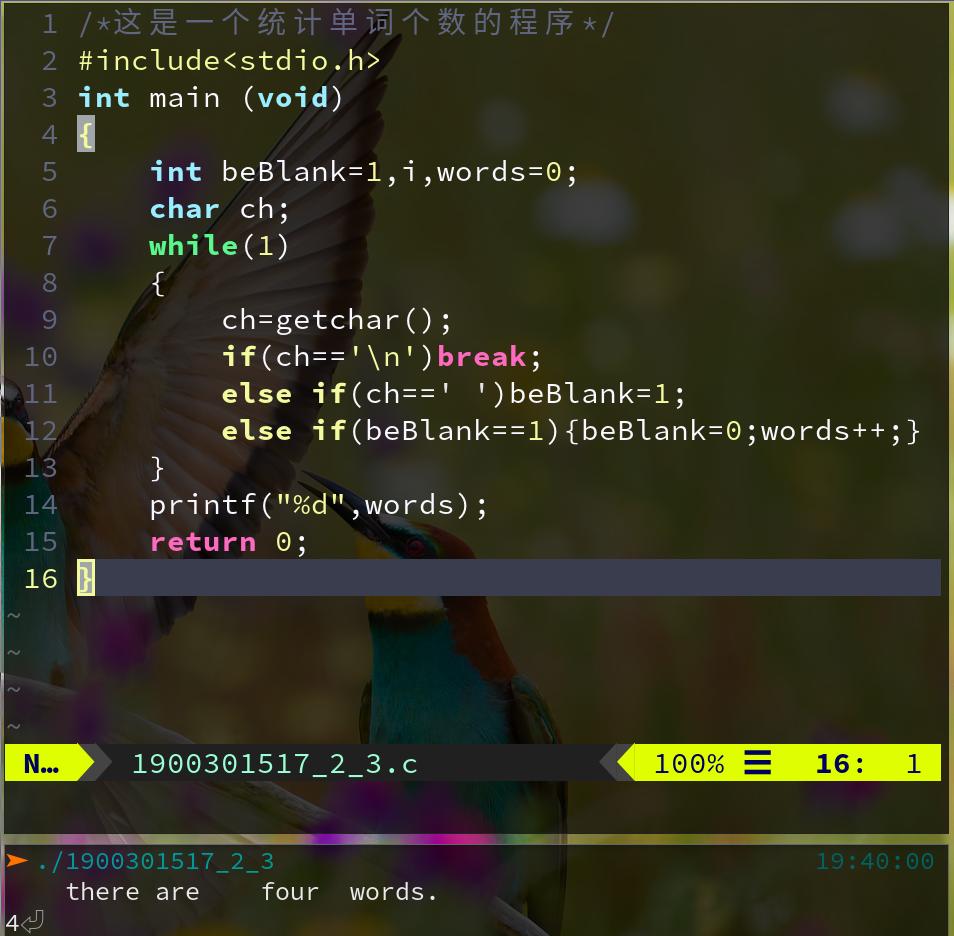 1 /*这是一个统计单词个数的程序*/
2 #include<stdio.h>
3 int main (void)
4 {
5     int beBlank=1,i,words=0;
6     char ch;
7     while(1)
8     {
9         ch=getchar();
10         if(ch=='\n')break;
11         else if(ch==' ')beBlank=1;
12         else if(beBlank==1){beBlank=0;words++;}
13     }
14     printf("%d",words);
15     return 0;
16 }
~
~
~
~
N… 1900301517_2_3.c 100% ☰ 16: 1
➤ ./1900301517_2_3 19:40:00
    there are    four  words.
4⏎